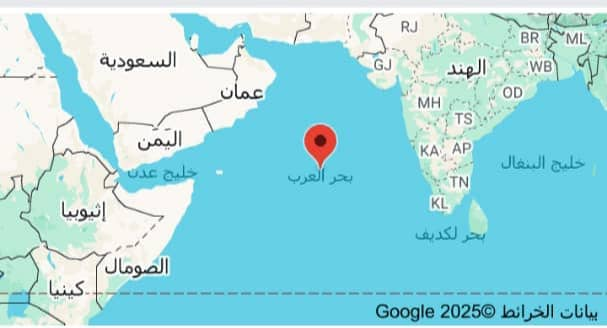 RJ
BR
ML
السعودية
GJ
الهند
WB
عمان
OD
MH
TS
اليَمَن
KA
AP
خليج البنغال
خليج عدن
بحر العرب
TN
إثيوبيا
KL
بحر لكديف
الصومال
كينيا
بيانات الخرائط ©2025 Google